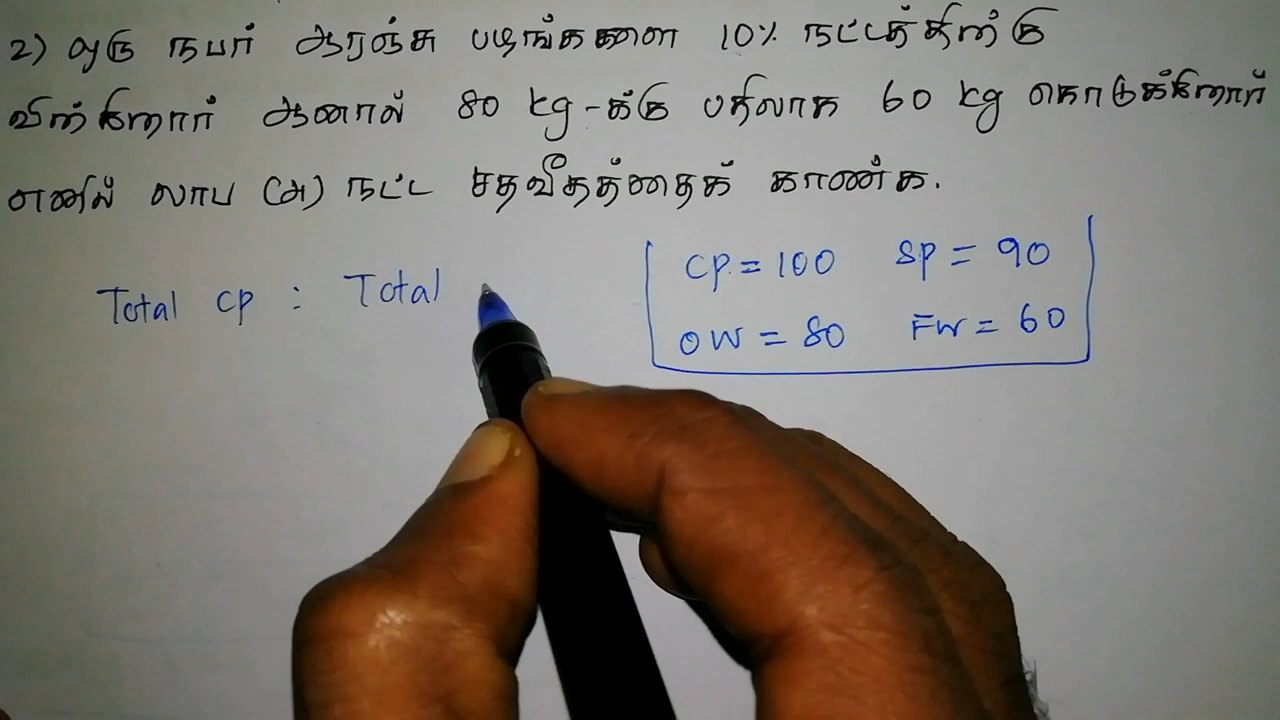 2) ஒரு நபர் ஆரஞ்சு பழங்களை 10% நட்டத்திற்கு
விற்கிறார் ஆனால் 80 kg-க்கு பதிலாக 60 kg கொடுக்கிறார்
எனில் லாப (அ) நட்ட சதவீதத்தைக் காண்க.
CP = 100 SP = 90
Total CP : Total
OW = 80 FW = 60